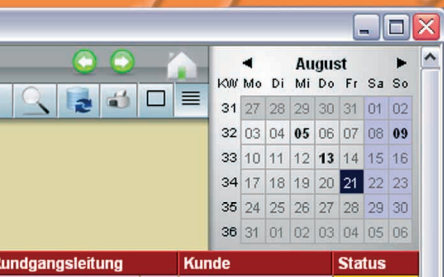 August
KW Mo Di Mi Do Fr Sa So
31 27 28 29 30 31 01 02
32 03 04 05 06 07 08 09
33 10 11 12 13 14 15 16
34 17 18 19 20 21 22 23
35 24 25 26 27 28 29 30
36 31 01 02 03 04 05 06
undgangsleitung Kunde Status